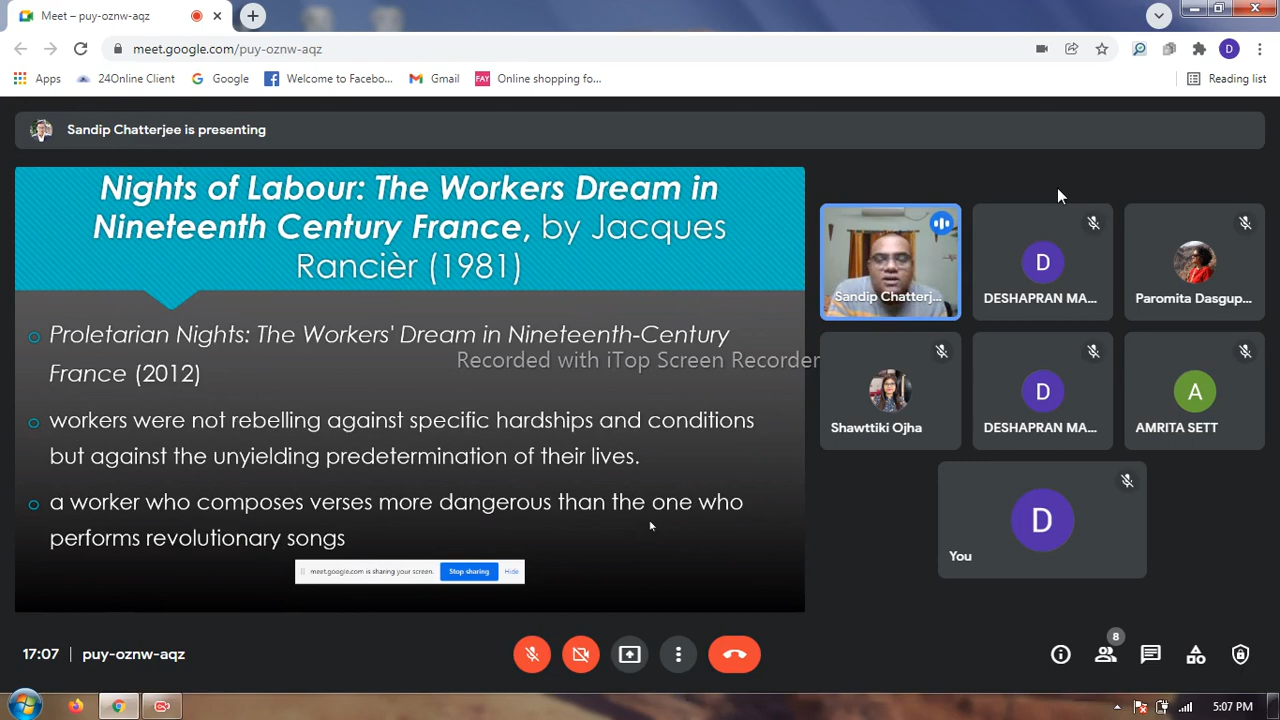 Meet – puy-oznw-aqz
meet.google.com/puy-oznw-aqz
Apps
24Online Client
Google
Welcome to Facebo...
Gmail
FAY
Online shopping fo...
Reading list
D
Sandip Chatterjee is presenting
Nights of Labour: The Workers Dream in
Nineteenth Century France, by Jacques
Rancièr (1981)
Proletarian Nights: The Workers' Dream in Nineteenth-Century
France (2012)
Recorded with iTop Screen Recorder
workers were not rebelling against specific hardships and conditions
but against the unyielding predetermination of their lives.
a worker who composes verses more dangerous than the one who
performs revolutionary songs
meet.google.com is sharing your screen.
Stop sharing
Hide
Sandip Chatterj...
D
DESHAPRAN MA...
Paromita Dasgup...
Shawttiki Ojha
D
DESHAPRAN MA...
A
AMRITA SETT
D
You
17:07 | puy-oznw-aqz
8
5:07 PM